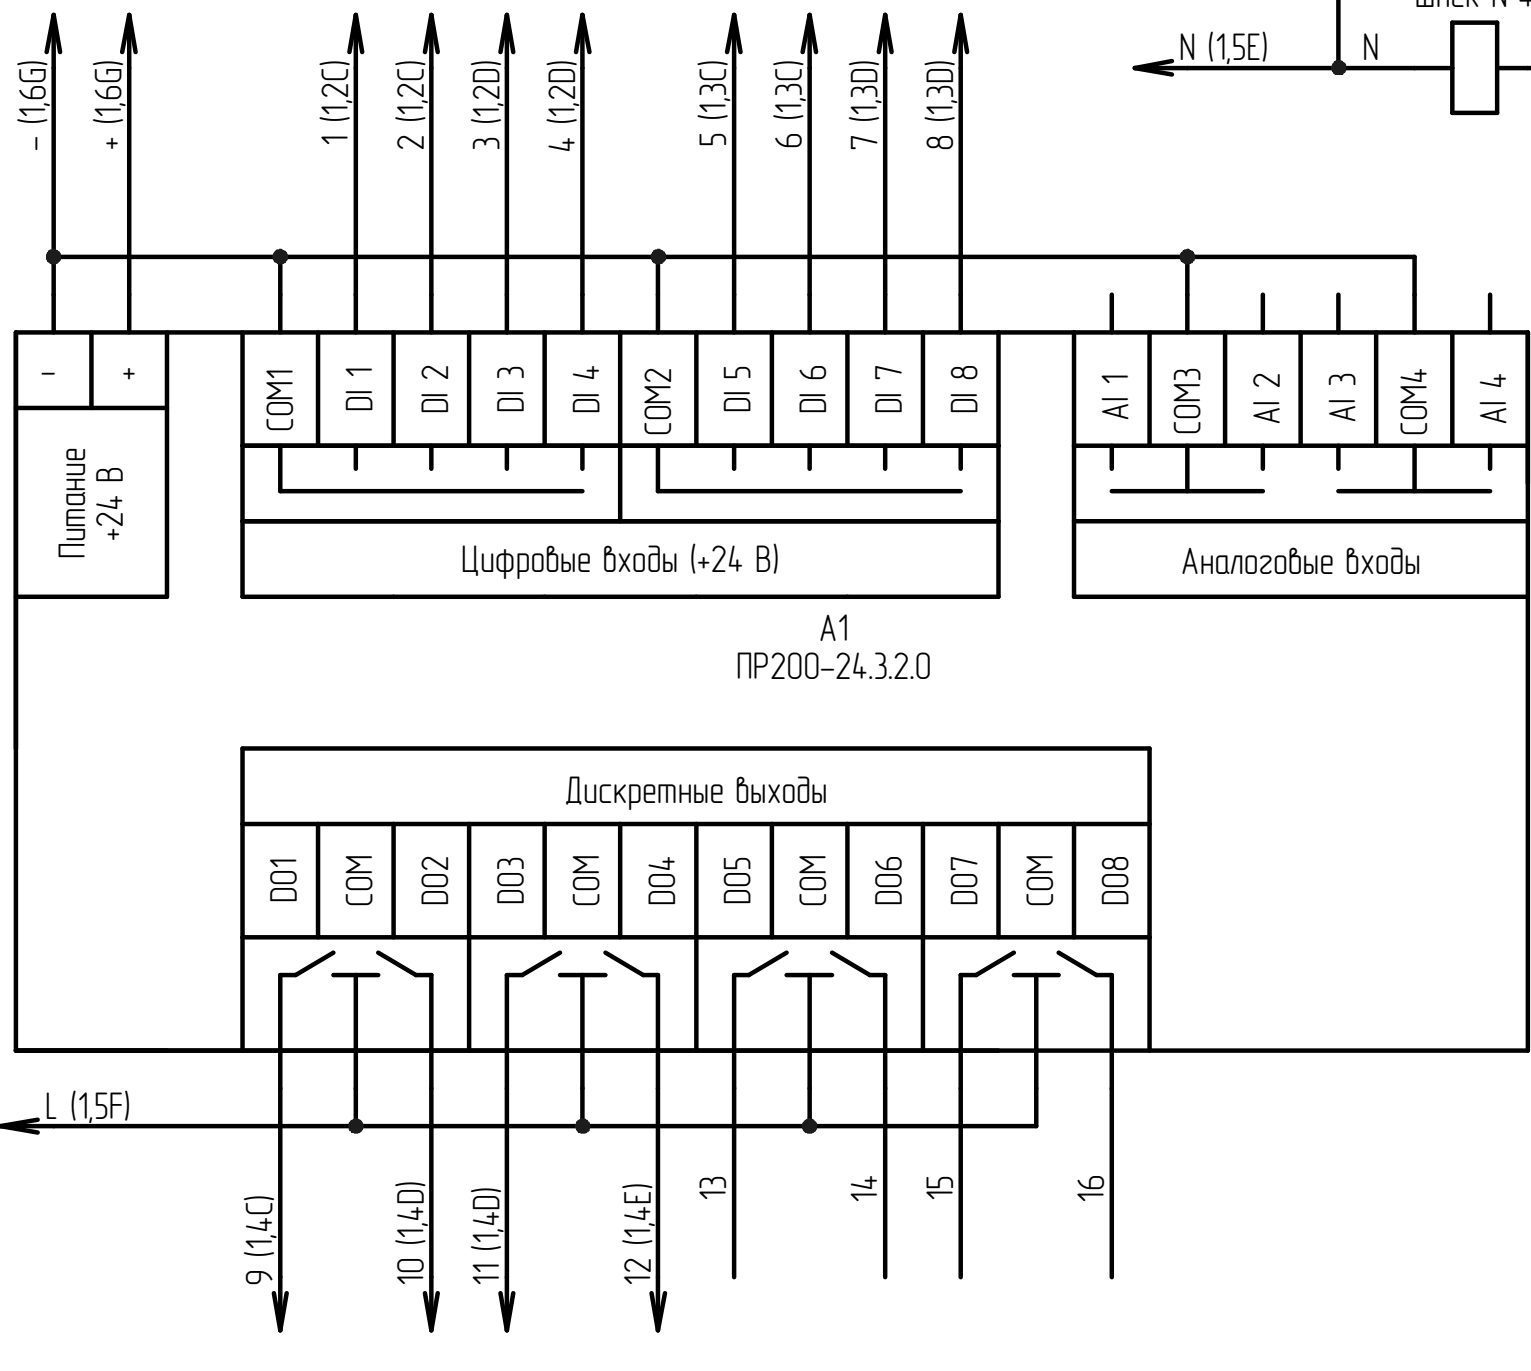 шнек N 4
N (1,5E)
N
– (1,6G)
+ (1,6G)
1 (1,2C)
2 (1,2C)
3 (1,2D)
4 (1,2D)
5 (1,3C)
6 (1,3C)
7 (1,3D)
8 (1,3D)
–
+
COM1
DI 1
DI 2
DI 3
DI 4
COM2
DI 5
DI 6
DI 7
DI 8
AI 1
COM3
AI 2
AI 3
COM4
AI 4
Питание
+24 В
Цифровые входы (+24 В)
Аналоговые входы
A1
ПР200-24.3.2.0
Дискретные выходы
DO1
COM
DO2
DO3
COM
DO4
DO5
COM
DO6
DO7
COM
DO8
L (1,5F)
9 (1,4C)
10 (1,4D)
11 (1,4D)
12 (1,4E)
13
14
15
16